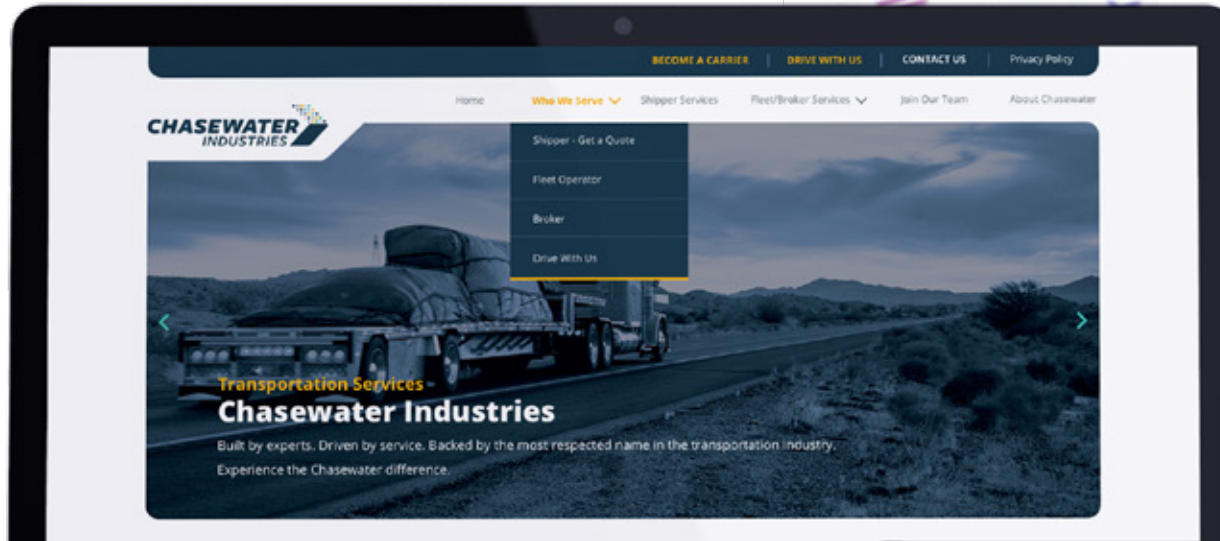 BECOME A CARRIER | DRIVE WITH US | CONTACT US | Privacy Policy
Home Who We Serve Shipper Services Fleet/Broker Services Join Our Team About Chasewater
CHASEWATER
INDUSTRIES
Shipper - Get a Quote
Fleet Operator
Broker
Drive With Us
Transportation Services
Chasewater Industries
Built by experts. Driven by service. Backed by the most respected name in the transportation industry.
Experience the Chasewater difference.